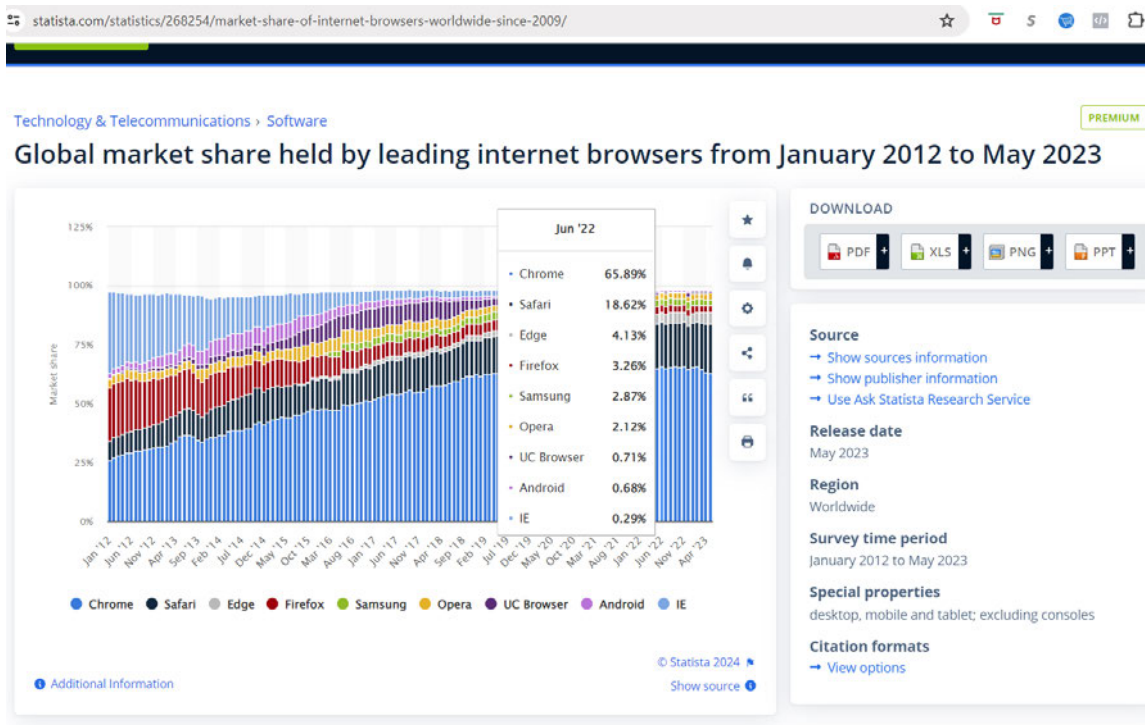 statista.com/statistics/268254/market-share-of-internet-browsers-worldwide-since-2009/
Technology & Telecommunications › Software
PREMIUM
Global market share held by leading internet browsers from January 2012 to May 2023
125%
100%
75%
50%
25%
0%
Market share
Jun '22
Chrome 65.89%
Safari 18.62%
Edge 4.13%
Firefox 3.26%
Samsung 2.87%
Opera 2.12%
UC Browser 0.71%
Android 0.68%
IE 0.29%
Jan '12 Jun '12 Nov '12 Apr '13 Sep '13 Feb '14 Jul '14 Dec '14 May '15 Oct '15 Mar '16 Aug '16 Jan '17 Jun '17 Nov '17 Apr '18 Sep '18 Feb '19 Jul '19 Dec '19 May '20 Oct '20 Mar '21 Aug '21 Jan '22 Jun '22 Nov '22 Apr '23
Chrome Safari Edge Firefox Samsung Opera UC Browser Android IE
© Statista 2024
Additional Information
Show source
DOWNLOAD
PDF + XLS + PNG + PPT +
Source
→ Show sources information
→ Show publisher information
→ Use Ask Statista Research Service
Release date
May 2023
Region
Worldwide
Survey time period
January 2012 to May 2023
Special properties
desktop, mobile and tablet; excluding consoles
Citation formats
→ View options